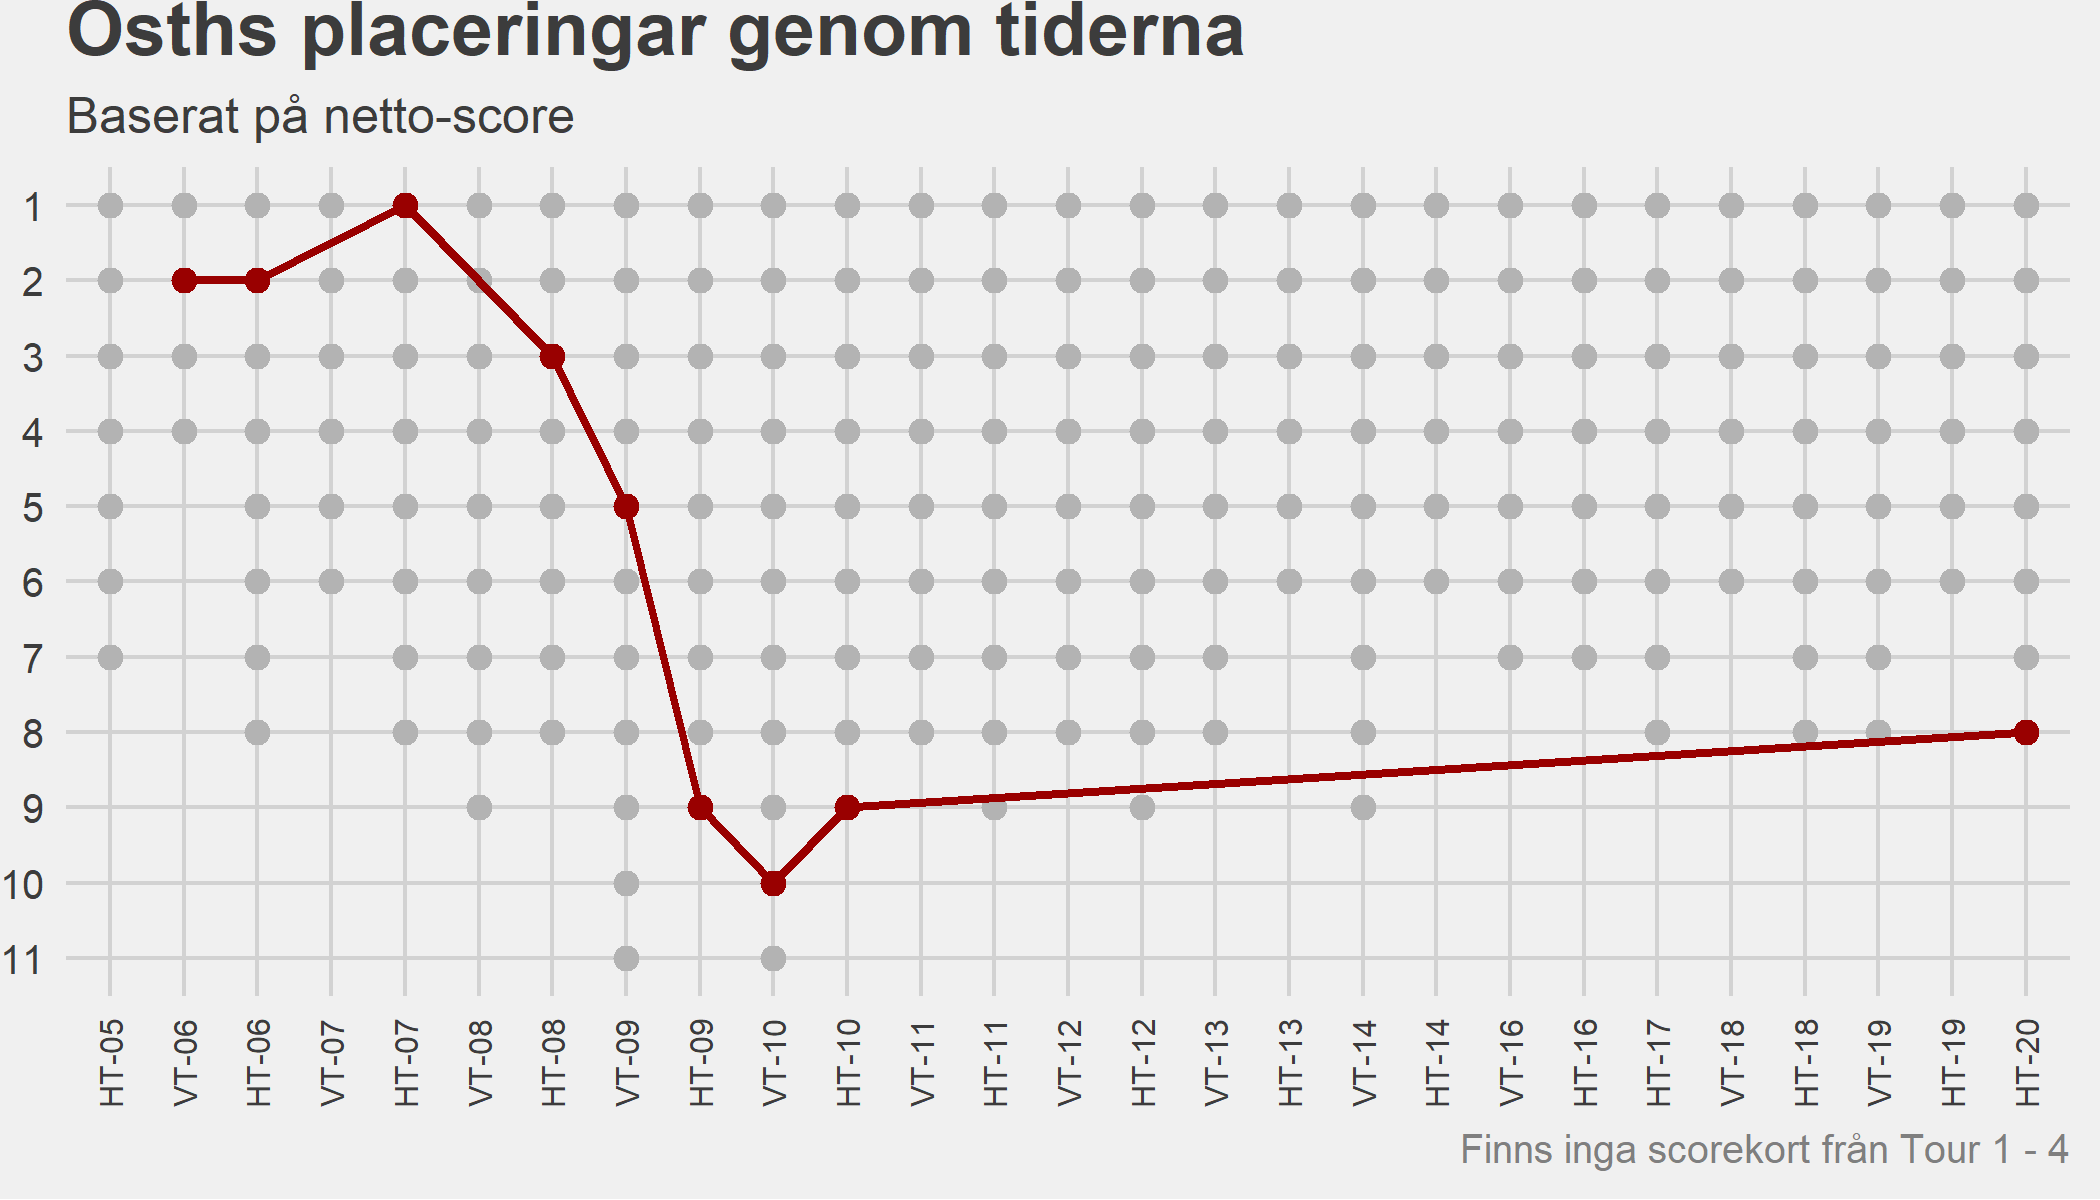 Osths placeringar genom tiderna
Baserat på netto-score
1
2
3
4
5
6
7
8
9
10
11
HT-05
VT-06
HT-06
VT-07
HT-07
VT-08
HT-08
VT-09
HT-09
VT-10
HT-10
VT-11
HT-11
VT-12
HT-12
VT-13
HT-13
VT-14
HT-14
VT-16
HT-16
HT-17
VT-18
HT-18
VT-19
HT-19
HT-20
Finns inga scorekort från Tour 1 - 4